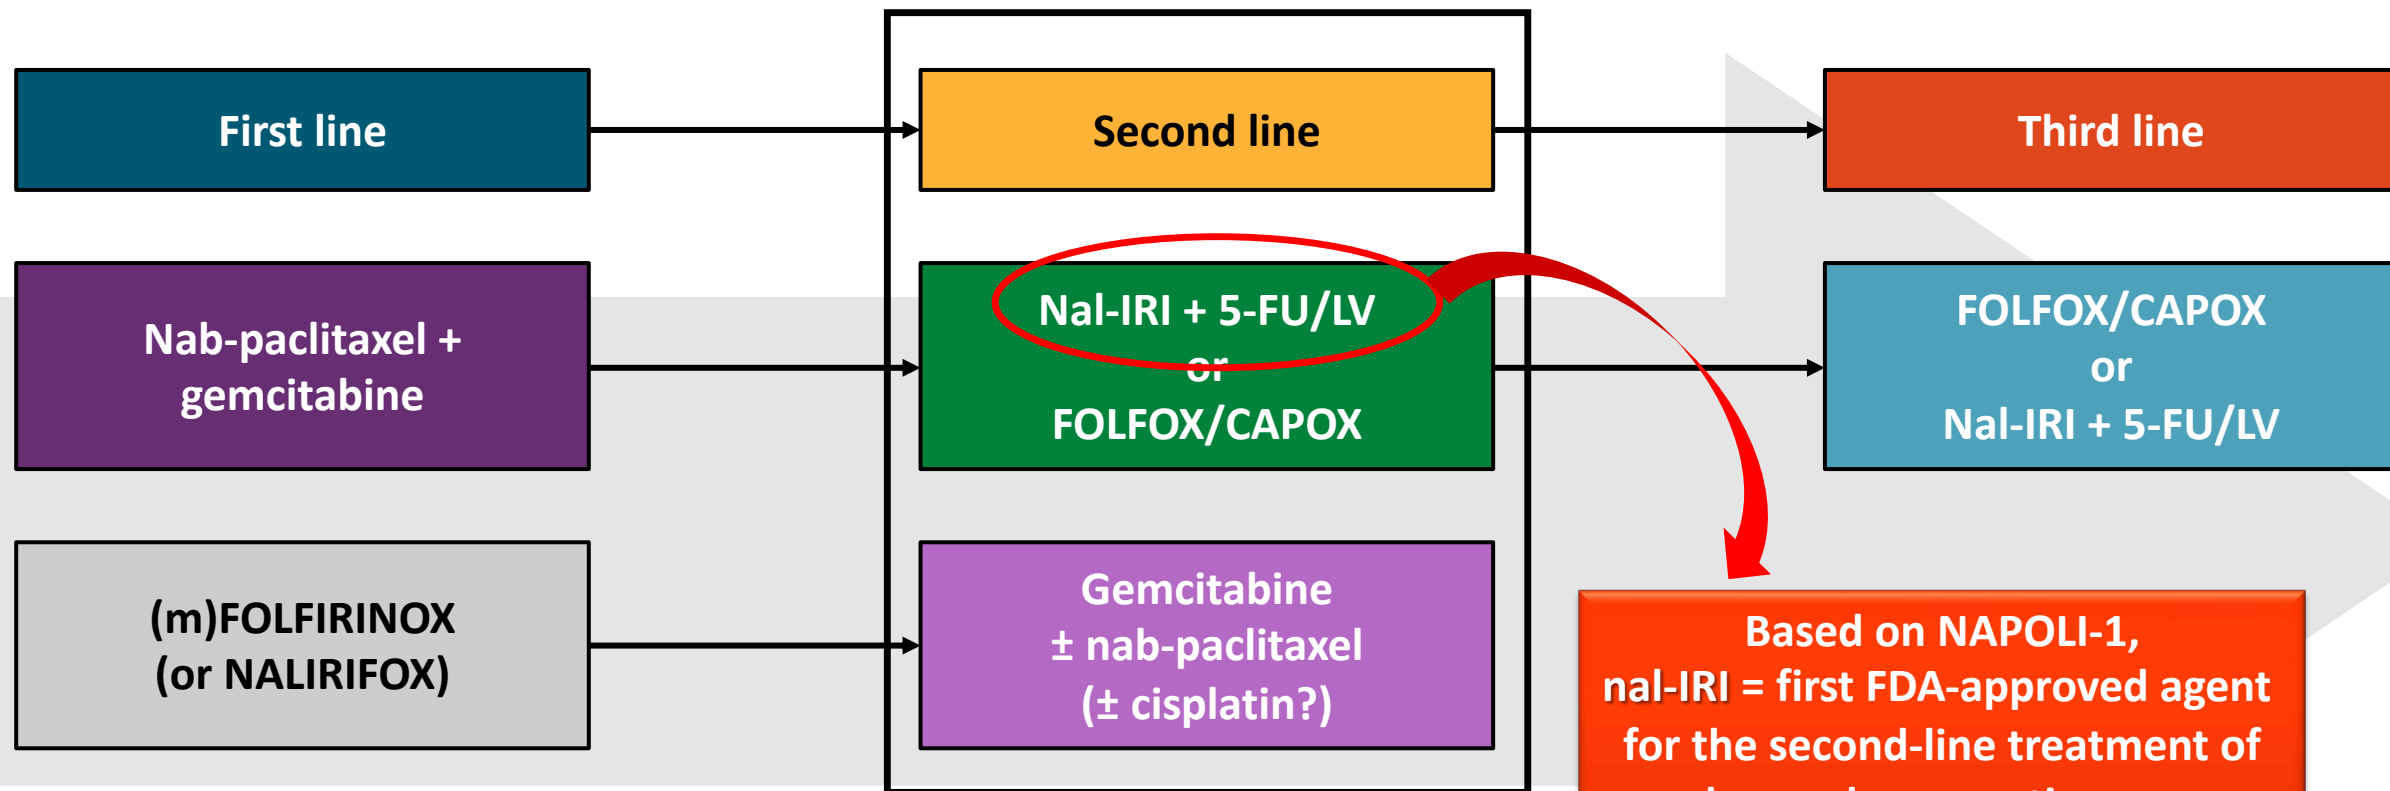 First line
Second line
Third line
Nab-paclitaxel +
gemcitabine
Nal-IRI + 5-FU/LV
or
FOLFOX/CAPOX
FOLFOX/CAPOX
or
Nal-IRI + 5-FU/LV
(m)FOLFIRINOX
(or NALIRIFOX)
Gemcitabine
± nab-paclitaxel
(± cisplatin?)
Based on NAPOLI-1,
nal-IRI = first FDA-approved agent
for the second-line treatment of